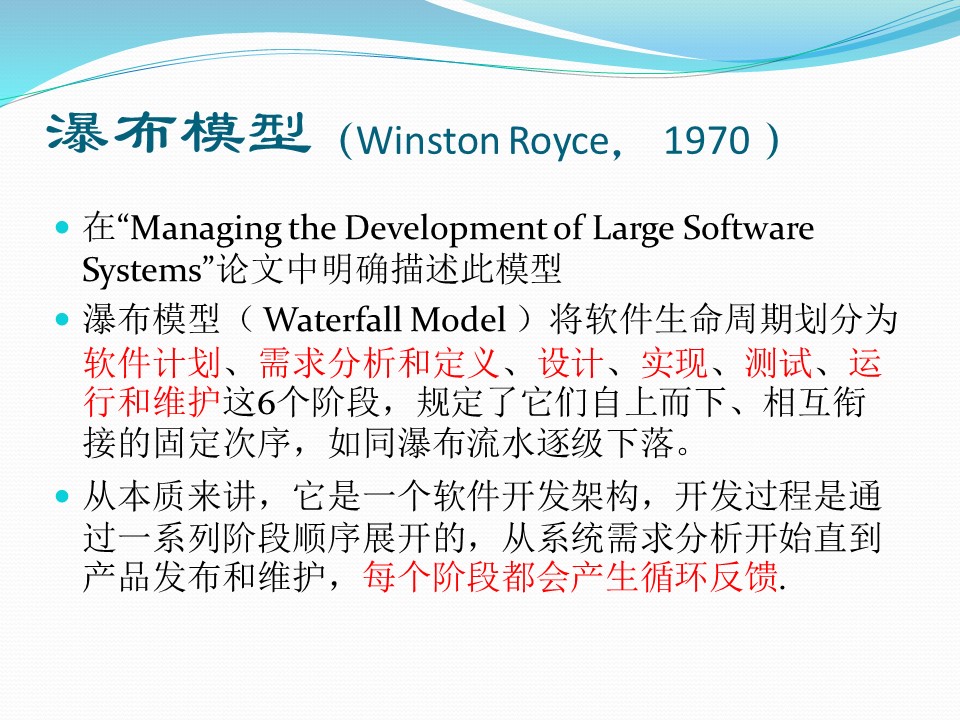 瀑布模型（Winston Royce， 1970 ）
在“Managing the Development of Large Software
Systems”论文中明确描述此模型
瀑布模型（ Waterfall Model ）将软件生命周期划分为
软件计划、需求分析和定义、设计、实现、测试、运
行和维护这6个阶段，规定了它们自上而下、相互衔
接的固定次序，如同瀑布流水逐级下落。
从本质来讲，它是一个软件开发架构，开发过程是通
过一系列阶段顺序展开的，从系统需求分析开始直到
产品发布和维护，每个阶段都会产生循环反馈.